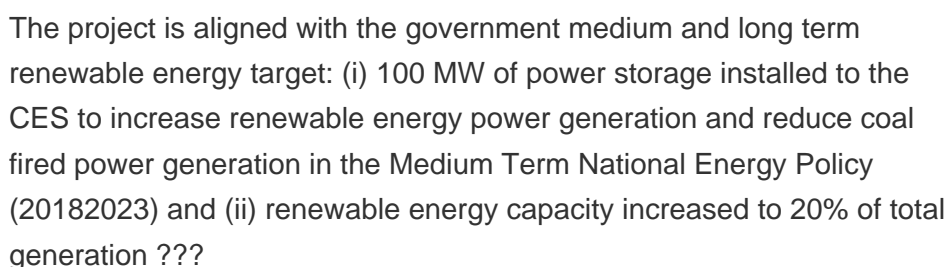 The project is aligned with the government medium and long term
renewable energy target: (i) 100 MW of power storage installed to the
CES to increase renewable energy power generation and reduce coal
fired power generation in the Medium Term National Energy Policy
(20182023) and (ii) renewable energy capacity increased to 20% of total
generation ???